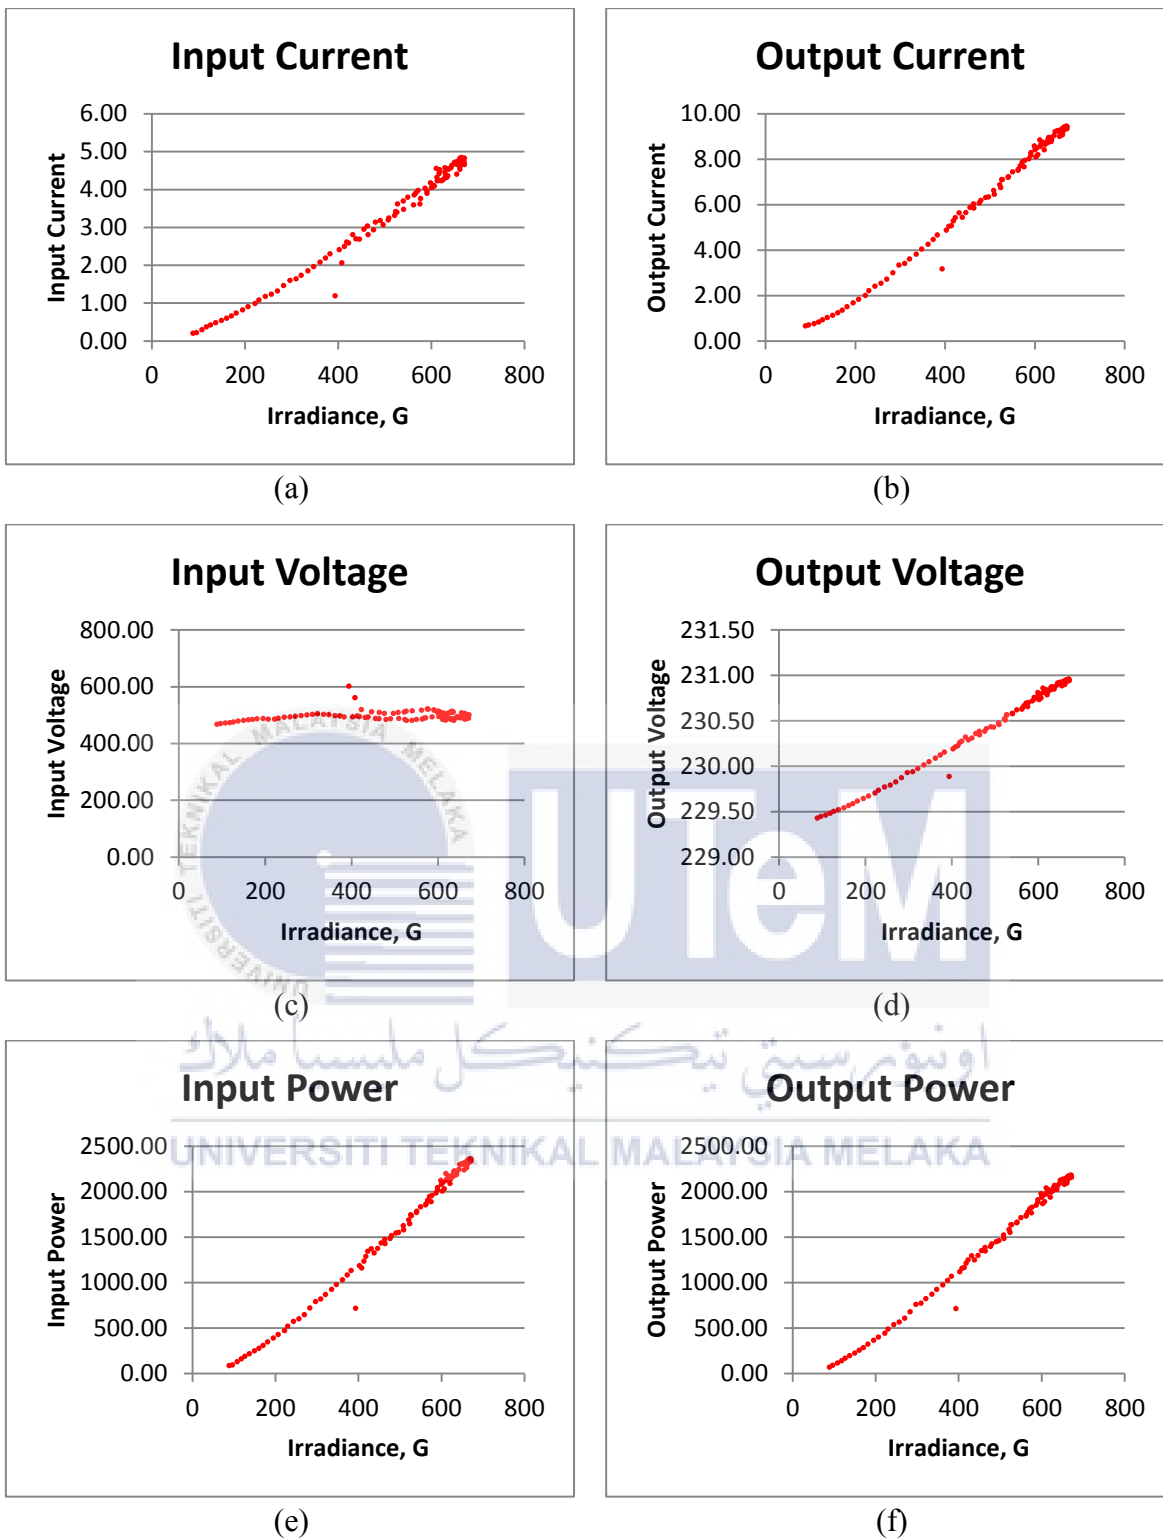 Input Current
6.00
5.00
4.00
3.00
2.00
1.00
0.00
Input Current
0 200 400 600 800
Irradiance, G
(a)
Output Current
10.00
8.00
6.00
4.00
2.00
0.00
Output Current
0 200 400 600 800
Irradiance, G
(b)
Input Voltage
800.00
600.00
400.00
200.00
0.00
Input Voltage
0 200 400 600 800
Irradiance, G
(c)
Output Voltage
231.50
231.00
230.50
230.00
229.50
229.00
Output Voltage
0 200 400 600 800
Irradiance, G
(d)
UNIVERSITI TEKNIKAL MALAYSIA MELAKA
UTeM
اونيۏرسيتي تيكنيكل مليسيا ملاك
UNIVERSITI TEKNIKAL MALAYSIA MELAKA
Input Power
2500.00
2000.00
1500.00
1000.00
500.00
0.00
Input Power
0 200 400 600 800
Irradiance, G
(e)
Output Power
2500.00
2000.00
1500.00
1000.00
500.00
0.00
Output Power
0 200 400 600 800
Irradiance, G
(f)